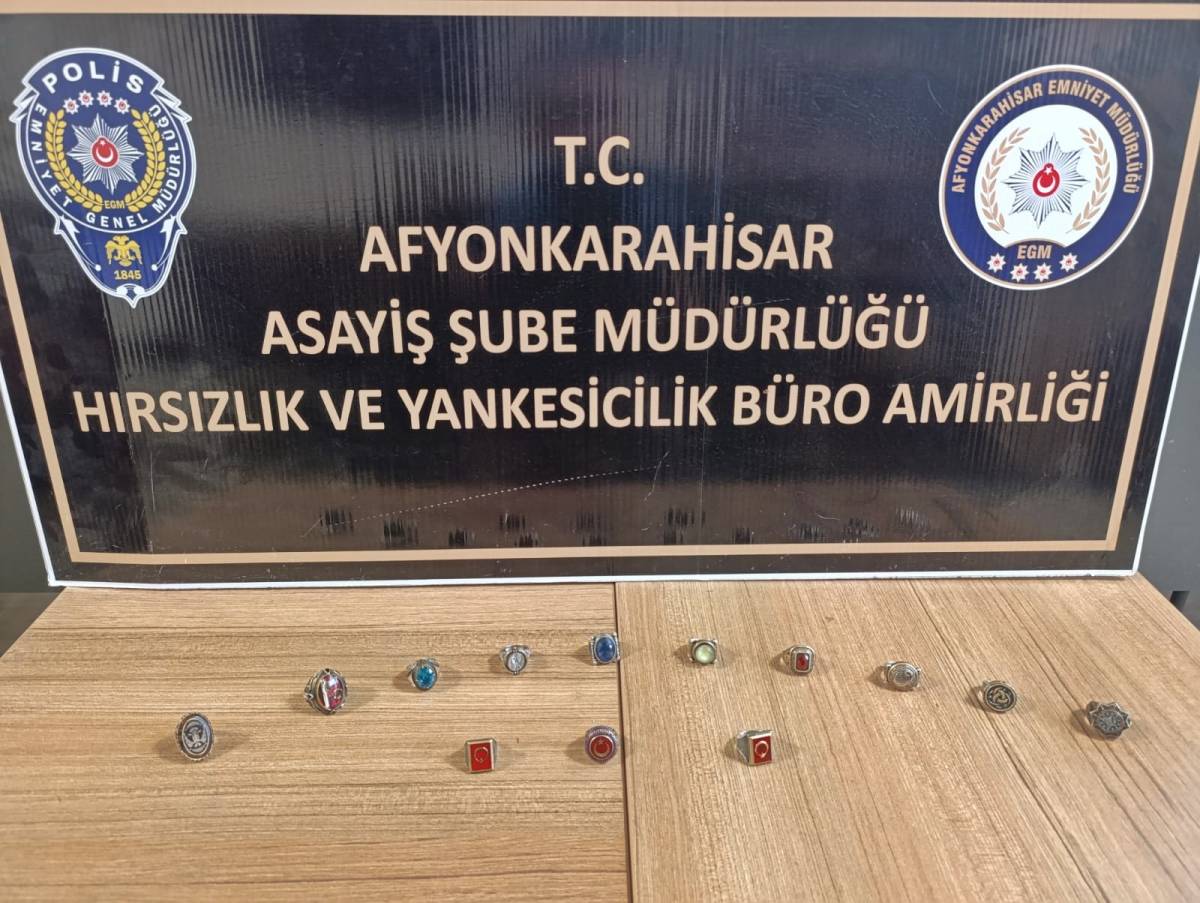 POLİS
EMNİYET GENEL MÜDÜRLÜĞÜ
EGM
1845
T.C.
AFYONKARAHİSAR
ASAYİŞ ŞUBE MÜDÜRLÜĞÜ
HIRSIZLIK VE YANKESİCİLİK BÜRO AMİRLİĞİ
AFYONKARAHİSAR EMNİYET MÜDÜRLÜĞÜ
EGM